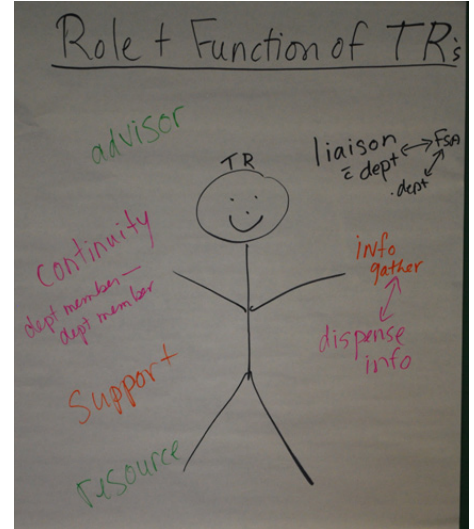 Role + Function of TR's
advisor
TR
liaison
c̄ dept ↔ FSA
dept
continuity
dept member —
dept member
info
gather
dispense
info
Support
resource